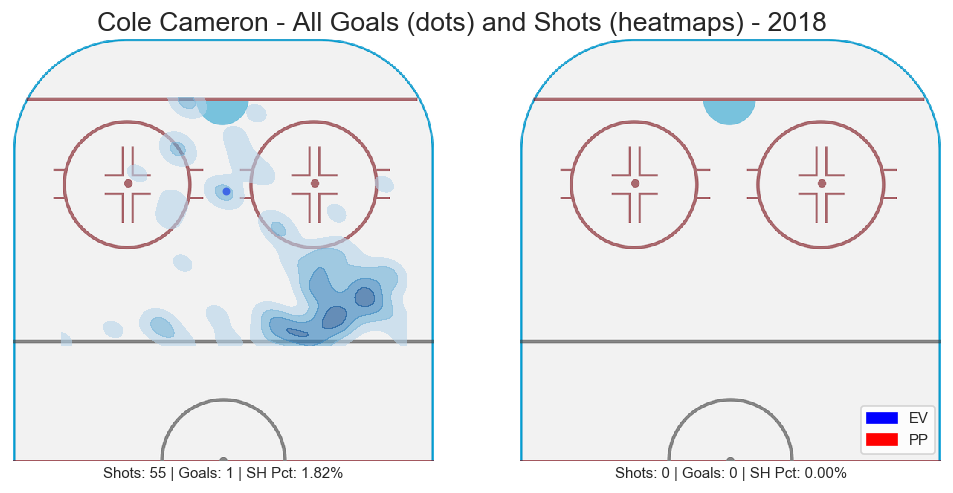 Cole Cameron - All Goals (dots) and Shots (heatmaps) - 2018
EV
PP
Shots: 55 | Goals: 1 | SH Pct: 1.82%
Shots: 0 | Goals: 0 | SH Pct: 0.00%